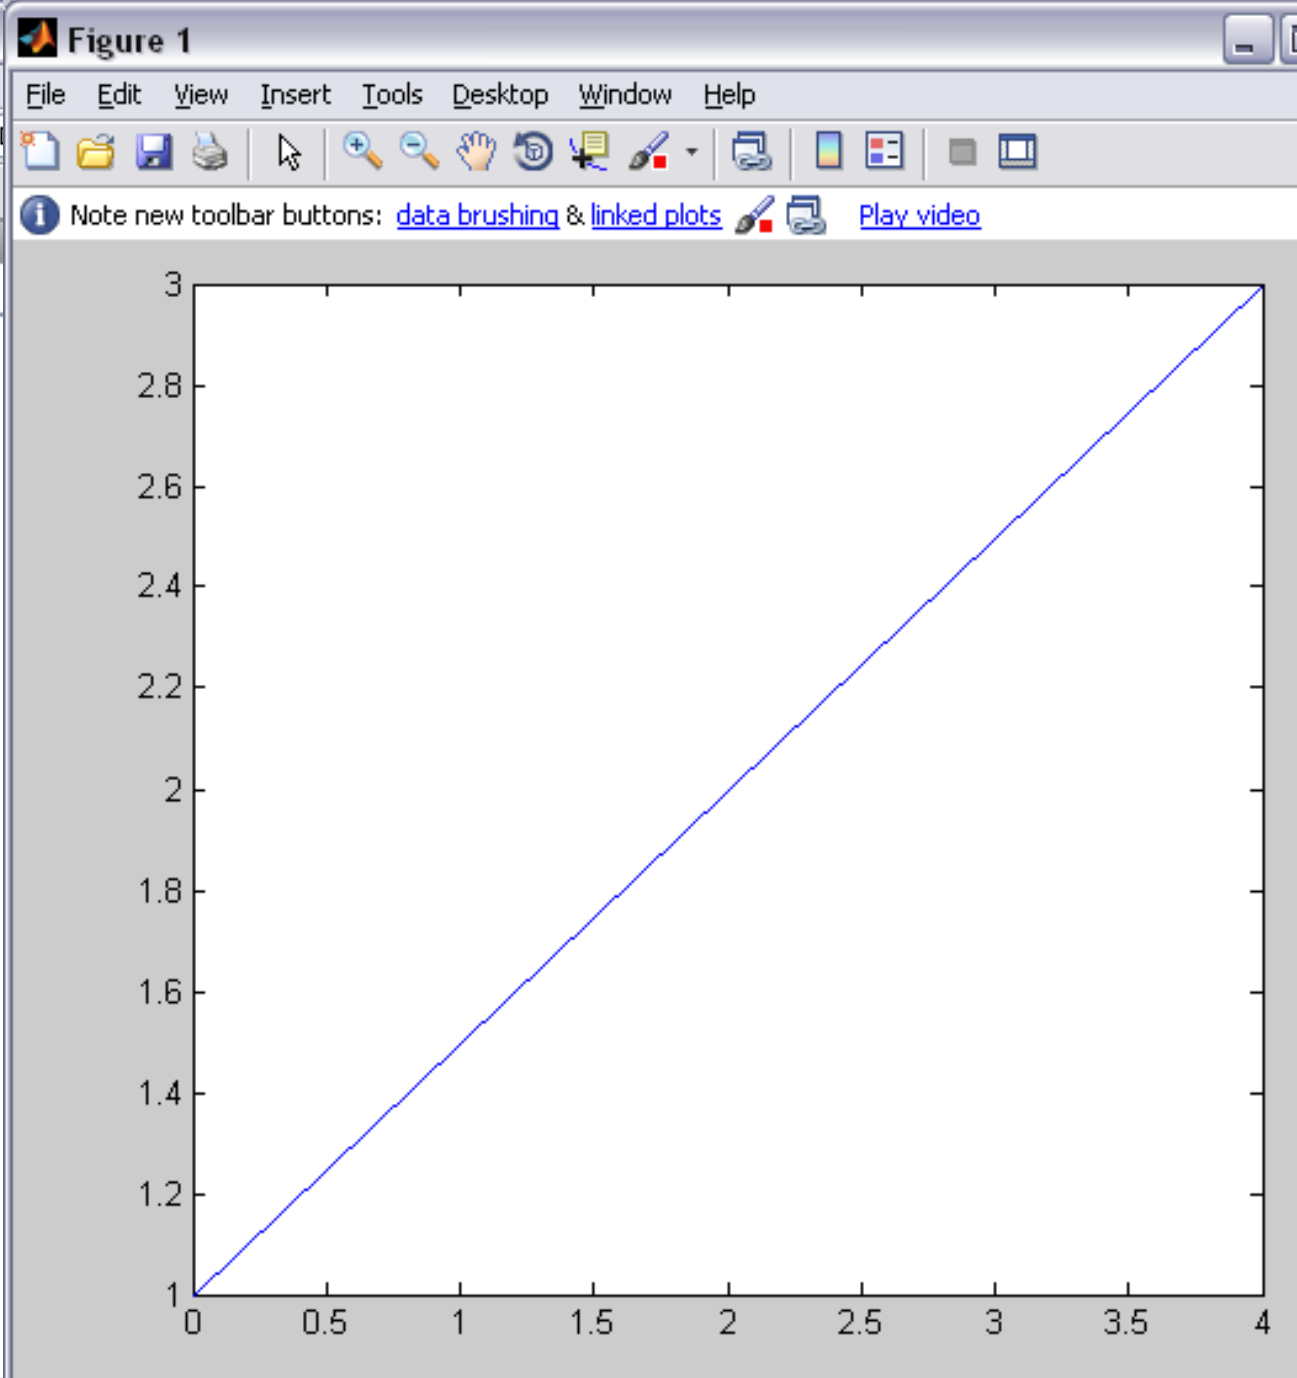 Figure 1
File Edit View Insert Tools Desktop Window Help
Note new toolbar buttons: data brushing & linked plots Play video
3
2.8
2.6
2.4
2.2
2
1.8
1.6
1.4
1.2
1
0 0.5 1 1.5 2 2.5 3 3.5 4